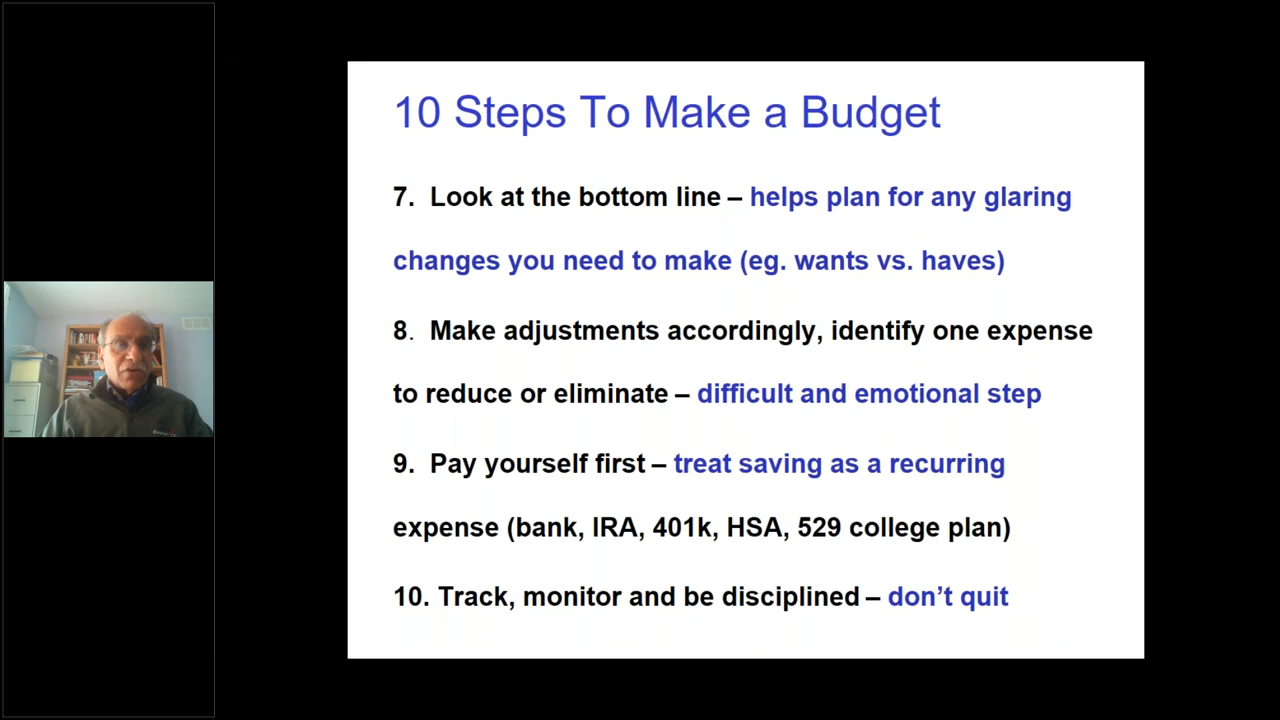 10 Steps To Make a Budget
7. Look at the bottom line – helps plan for any glaring
changes you need to make (eg. wants vs. haves)
8. Make adjustments accordingly, identify one expense
to reduce or eliminate – difficult and emotional step
9. Pay yourself first – treat saving as a recurring
expense (bank, IRA, 401k, HSA, 529 college plan)
10. Track, monitor and be disciplined – don’t quit